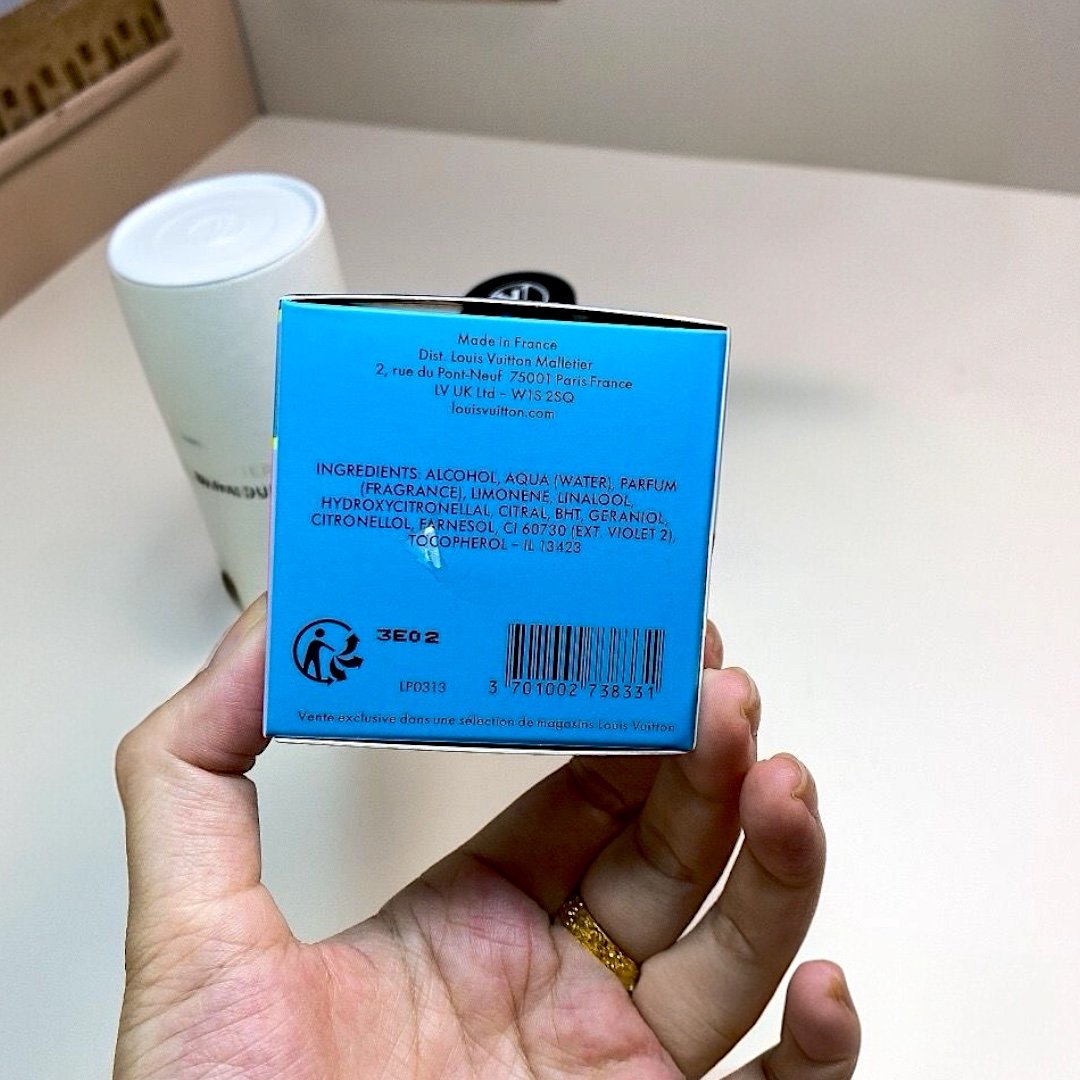 Made in France
Dist. Louis Vuitton Malletier
2, rue du Pont-Neuf 75001 Paris France
LV UK Ltd – W1S 2SQ
louisvuitton.com
INGREDIENTS: ALCOHOL, AQUA (WATER), PARFUM
(FRAGRANCE), LIMONENE, LINALOOL,
HYDROXYCITRONELLAL, CITRAL, BHT, GERANIOL,
CITRONELLOL, FARNESOL, CI 60730 (EXT. VIOLET 2),
TOCOPHEROL – IL 13423
3E02
LP0313
3 701002 738331
Vente exclusive dans une sélection de magasins Louis Vuitton